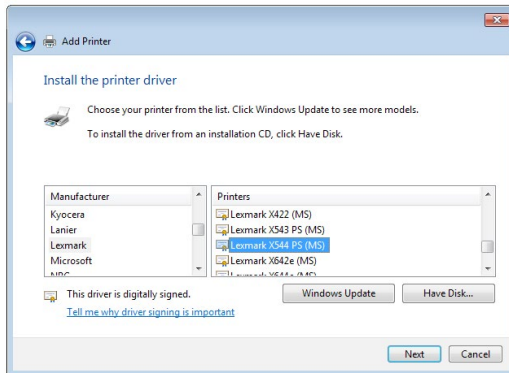 Add Printer
Install the printer driver
Choose your printer from the list. Click Windows Update to see more models.
To install the driver from an installation CD, click Have Disk.
Manufacturer
Kyocera
Lanier
Lexmark
Microsoft
Printers
Lexmark X422 (MS)
Lexmark X543 PS (MS)
Lexmark X544 PS (MS)
Lexmark X642e (MS)
This driver is digitally signed.
Tell me why driver signing is important
Windows Update
Have Disk...
Next
Cancel